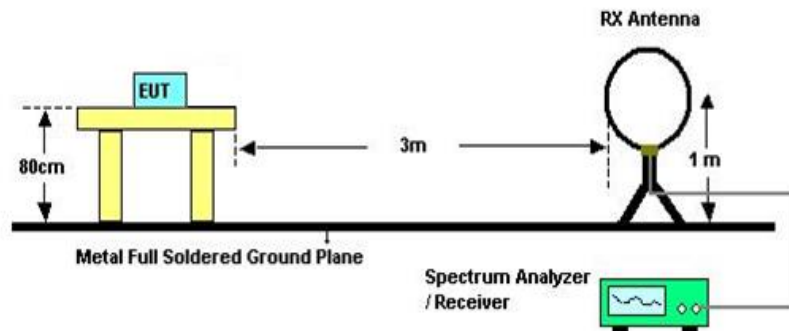 RX Antenna
EUT
80cm
3m
1 m
Metal Full Soldered Ground Plane
Spectrum Analyzer
/ Receiver